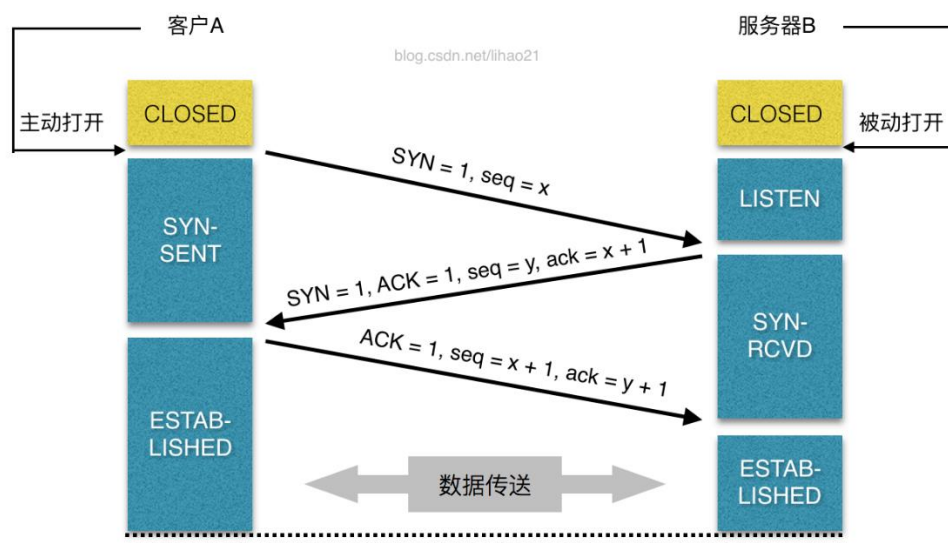 客户A
服务器B
blog.csdn.net/lihao21
CLOSED
CLOSED
主动打开
被动打开
SYN = 1, seq = x
SYN-
SENT
LISTEN
SYN = 1, ACK = 1, seq = y, ack = x + 1
SYN-
RCVD
ACK = 1, seq = x + 1, ack = y + 1
ESTAB-
LISHED
数据传送
ESTAB-
LISHED